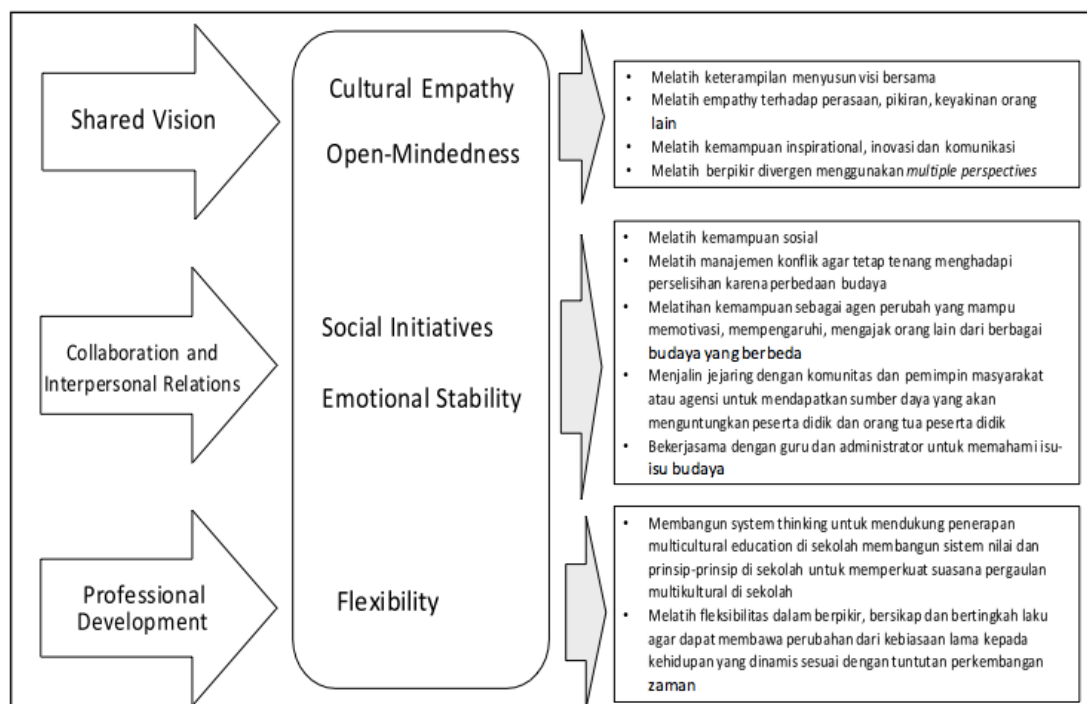 Shared Vision
Cultural Empathy
Open-Mindedness
• Melatih keterampilan menyusun visi bersama
• Melatih empathy terhadap perasaan, pikiran, keyakinan orang
lain
• Melatih kemampuan inspirational, inovasi dan komunikasi
• Melatih berpikir divergen menggunakan multiple perspectives
Collaboration and
Interpersonal Relations
Social Initiatives
Emotional Stability
• Melatih kemampuan sosial
• Melatih manajemen konflik agar tetap tenang menghadapi
perselisihan karena perbedaan budaya
• Melatihan kemampuan sebagai agen perubah yang mampu
memotivasi, mempengaruhi, mengajak orang lain dari berbagai
budaya yang berbeda
• Menjalin jejaring dengan komunitas dan pemimpin masyarakat
atau agensi untuk mendapatkan sumber daya yang akan
menguntungkan peserta didik dan orang tua peserta didik
• Bekerjasama dengan guru dan administrator untuk memahami isu-
isu budaya
Professional
Development
Flexibility
• Membangun system thinking untuk mendukung penerapan
multicultural education di sekolah membangun sistem nilai dan
prinsip-prinsip di sekolah untuk memperkuat suasana pergaulan
multikultural di sekolah
• Melatih fleksibilitas dalam berpikir, bersikap dan bertingkah laku
agar dapat membawa perubahan dari kebiasaan lama kepada
kehidupan yang dinamis sesuai dengan tuntutan perkembangan
zaman